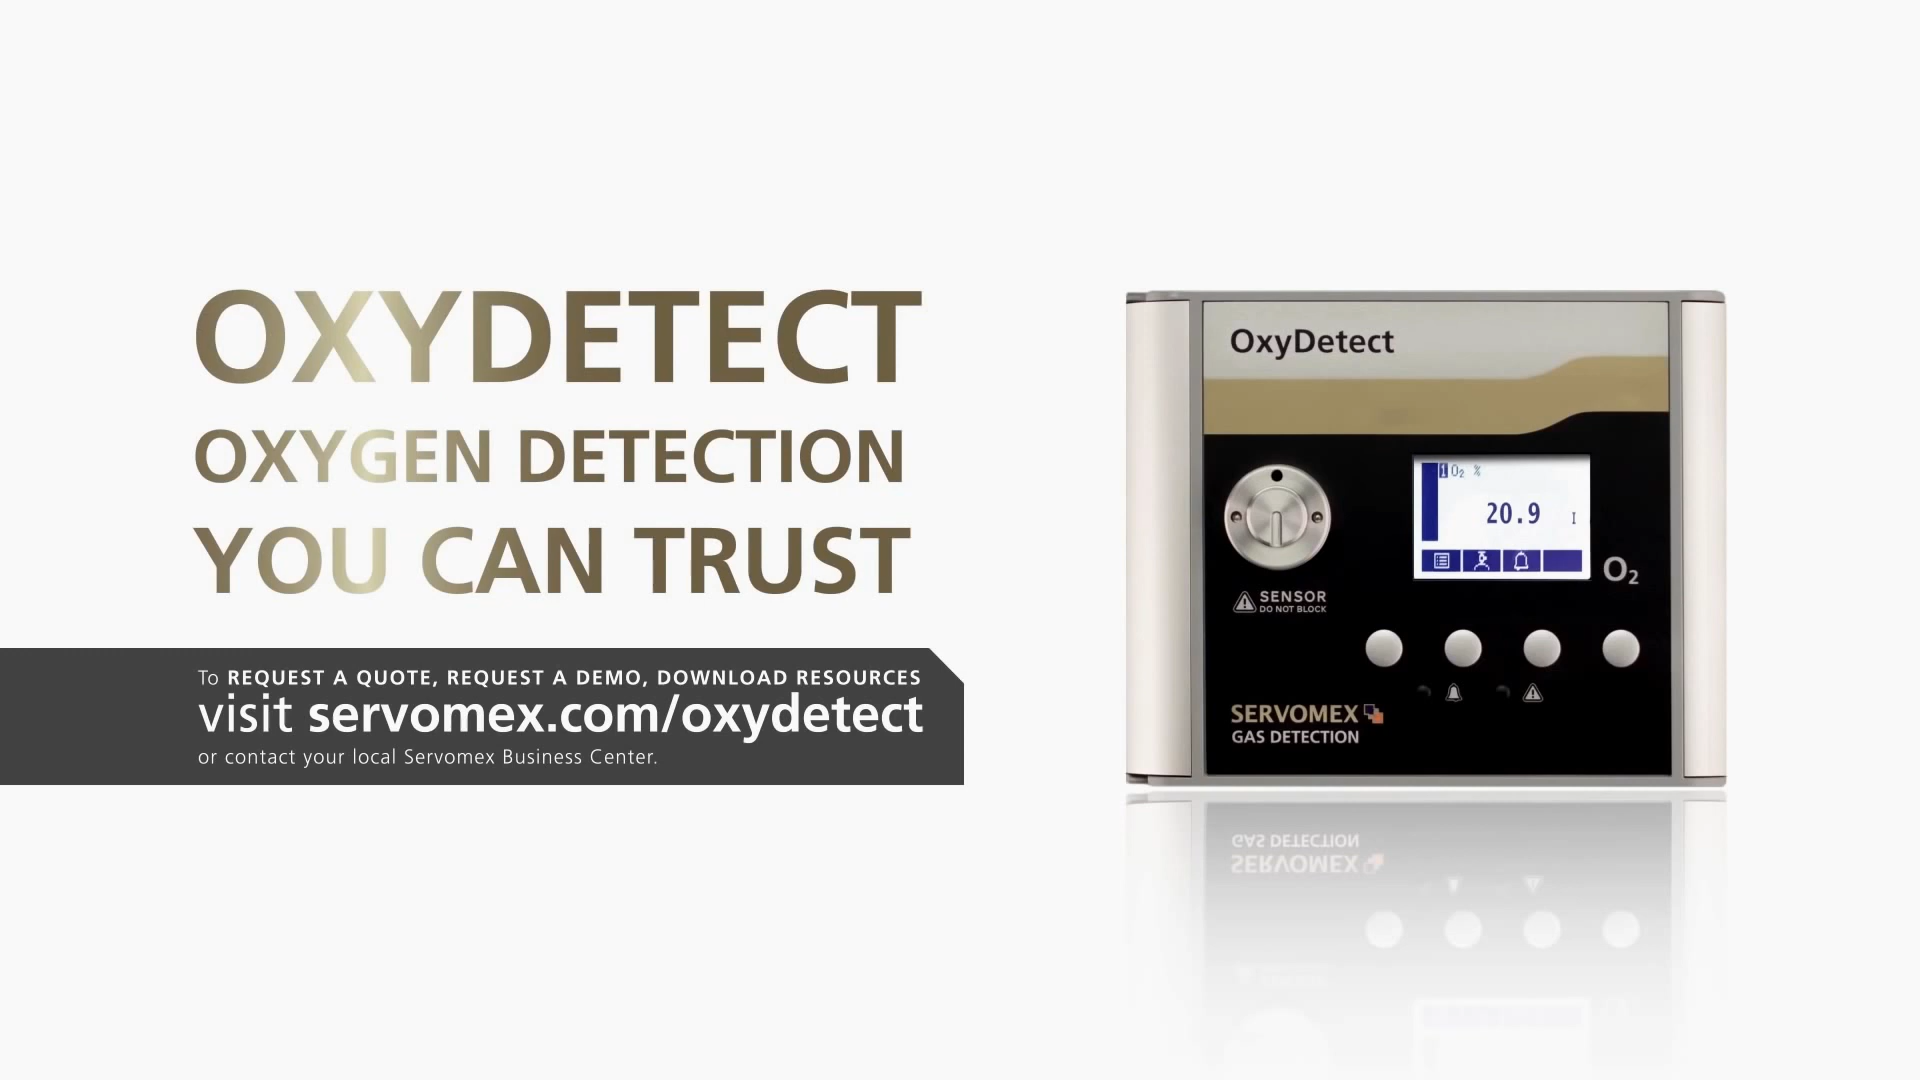 OXYDETECT
OXYGEN DETECTION
YOU CAN TRUST
To REQUEST A QUOTE, REQUEST A DEMO, DOWNLOAD RESOURCES
visit servomex.com/oxydetect
or contact your local Servomex Business Center.
OxyDetect
1 O₂ %
20.9 I
O₂
SENSOR
DO NOT BLOCK
SERVOMEX
GAS DETECTION